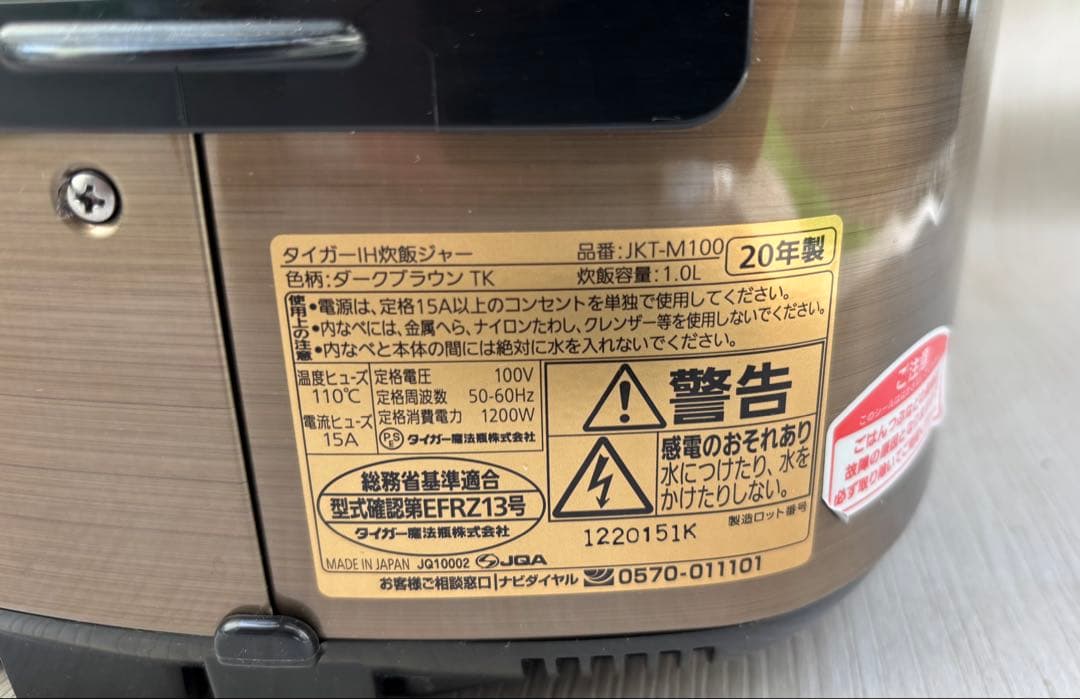 タイガーIH炊飯ジャー 品番:JKT-M100 20年製
色柄:ダークブラウン TK 炊飯容量:1.0L
使用上の注意
•電源は、定格15A以上のコンセントを単独で使用してください。
•内なべには、金属へら、ナイロンたわし、クレンザー等を使用しないでください。
•内なべと本体の間には絶対に水を入れないでください。
温度ヒューズ
110℃
電流ヒューズ
15A
定格電圧 100V
定格周波数 50-60Hz
定格消費電力 1200W
PSE タイガー魔法瓶株式会社
警告
感電のおそれあり
水につけたり、水を
かけたりしない。
総務省基準適合
型式確認第EFRZ13号
タイガー魔法瓶株式会社
1220151K 製造ロット番号
MADE IN JAPAN JQ10002 JQA
お客様ご相談窓口 ナビダイヤル 0570-011101
ご注意